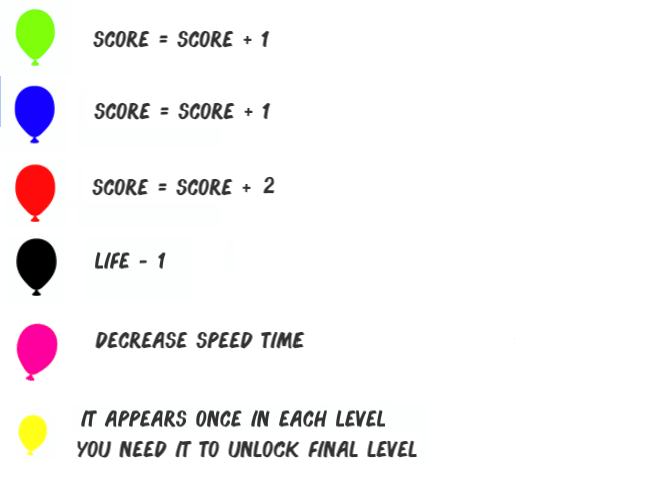 SCORE = SCORE + 1
SCORE = SCORE + 1
SCORE = SCORE + 2
LIFE - 1
DECREASE SPEED TIME
IT APPEARS ONCE IN EACH LEVEL
YOU NEED IT TO UNLOCK FINAL LEVEL